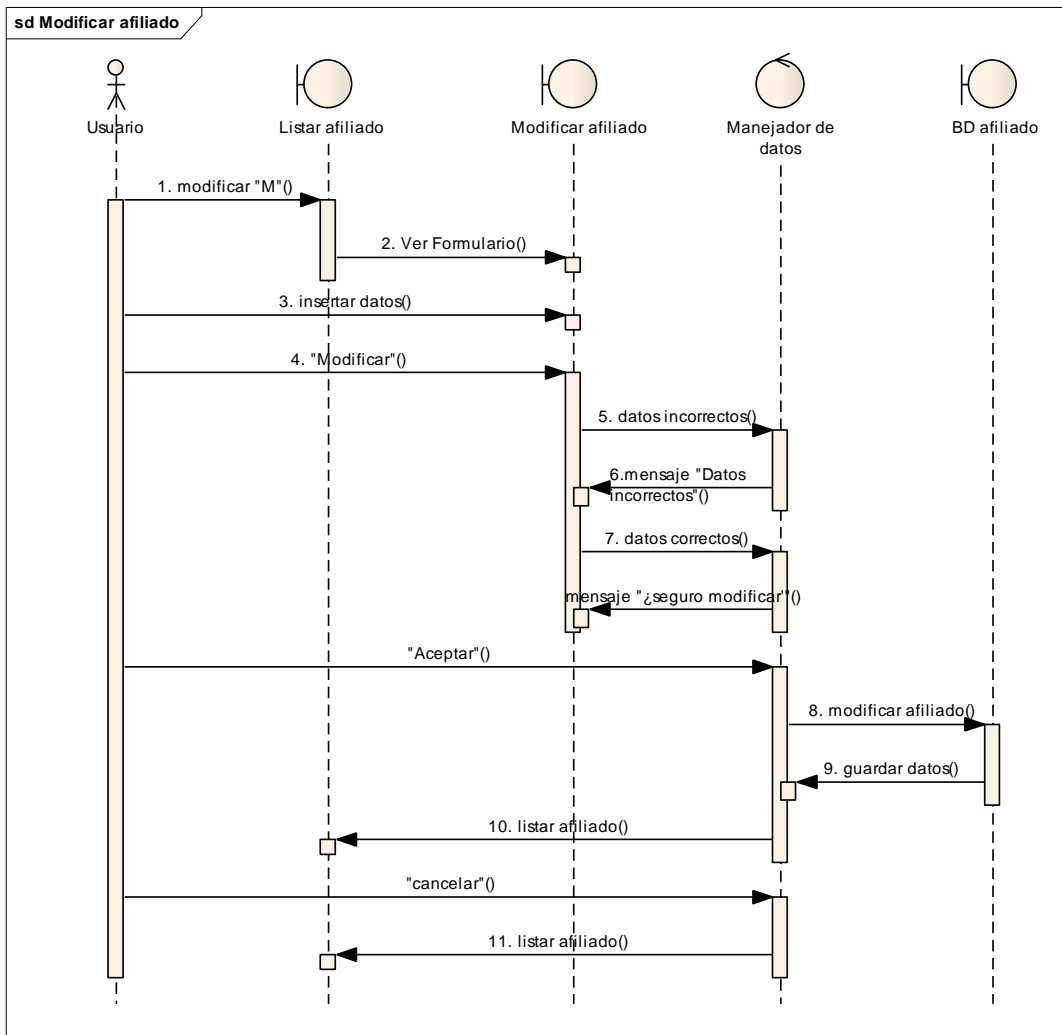 sd Modificar afiliado
Usuario
Listar afiliado
Modificar afiliado
Manejador de
datos
BD afiliado
1. modificar "M"()
2. Ver Formulario()
3. insertar datos()
4. "Modificar"()
5. datos incorrectos()
6.mensaje "Datos
incorrectos"()
7. datos correctos()
mensaje "¿seguro modificar"()
"Aceptar"()
8. modificar afiliado()
9. guardar datos()
10. listar afiliado()
"cancelar"()
11. listar afiliado()